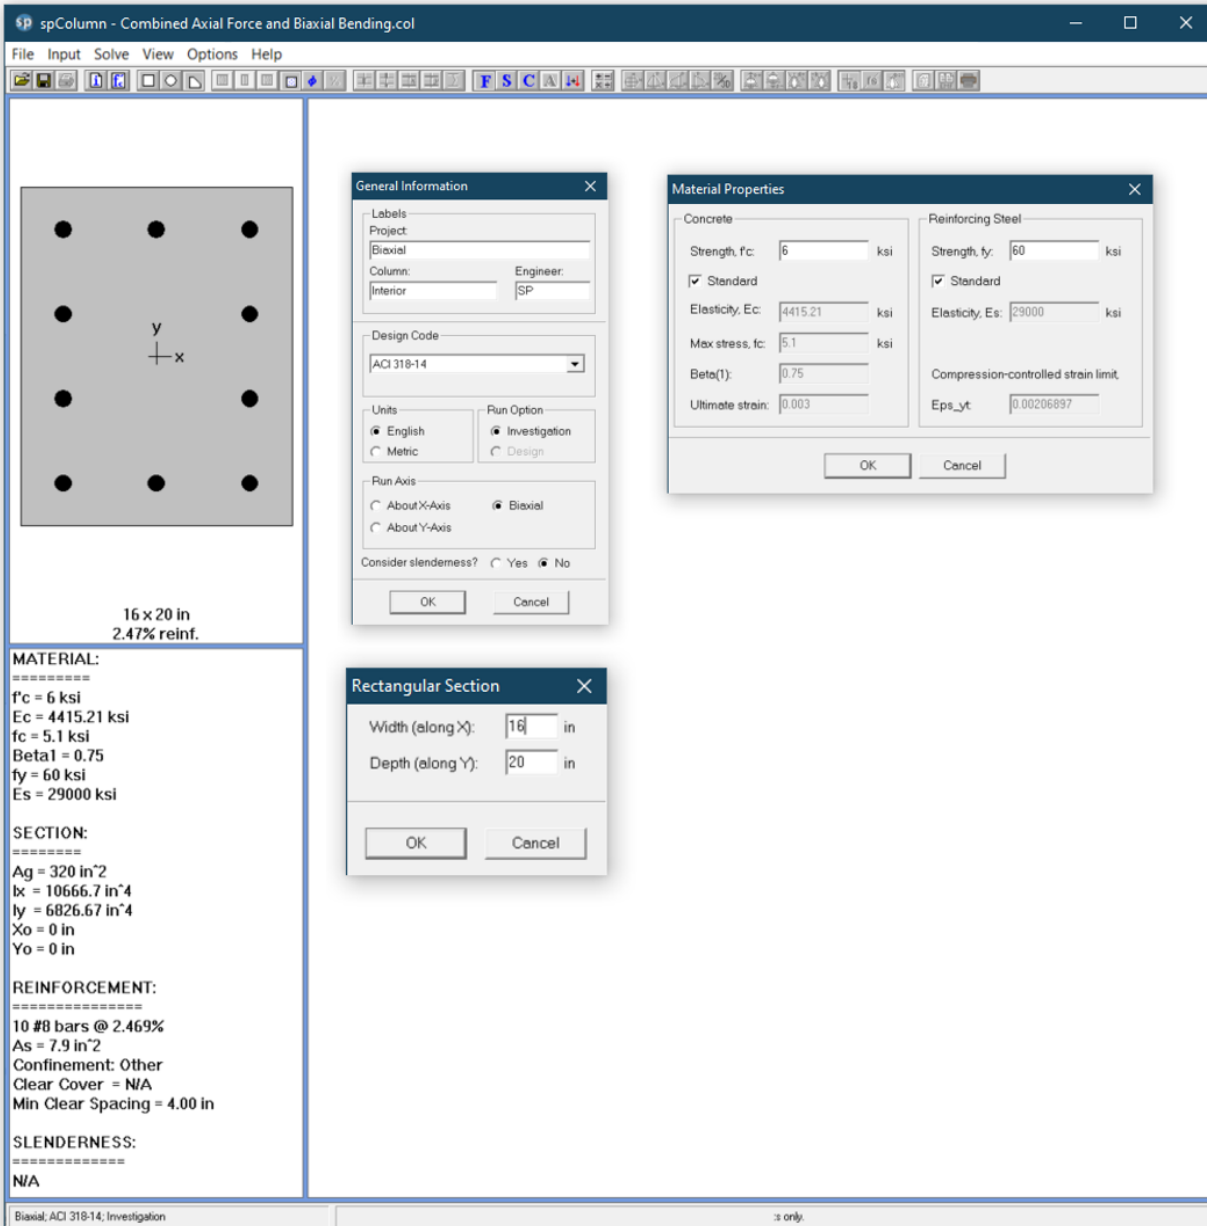 spColumn - Combined Axial Force and Biaxial Bending.col
File Input Solve View Options Help
y
x
16 x 20 in
2.47% reinf.
MATERIAL:
=========
f'c = 6 ksi
Ec = 4415.21 ksi
fc = 5.1 ksi
Beta1 = 0.75
fy = 60 ksi
Es = 29000 ksi
SECTION:
========
Ag = 320 in^2
Ix = 10666.7 in^4
Iy = 6826.67 in^4
Xo = 0 in
Yo = 0 in
REINFORCEMENT:
===============
10 #8 bars @ 2.469%
As = 7.9 in^2
Confinement: Other
Clear Cover = N/A
Min Clear Spacing = 4.00 in
SLENDERNESS:
=============
N/A
General Information
Labels
Project:
Biaxial
Column: Engineer:
Interior SP
Design Code
ACI 318-14
Units Run Option
English Investigation
Metric Design
Run Axis
About X-Axis Biaxial
About Y-Axis
Consider slenderness? Yes No
OK Cancel
Material Properties
Concrete
Strength, f'c: 6 ksi
Standard
Elasticity, Ec: 4415.21 ksi
Max stress, fc: 5.1 ksi
Beta(1): 0.75
Ultimate strain: 0.003
Reinforcing Steel
Strength, fy: 60 ksi
Standard
Elasticity, Es: 29000 ksi
Compression-controlled strain limit,
Eps_yt: 0.00206897
OK Cancel
Rectangular Section
Width (along X): 16 in
Depth (along Y): 20 in
OK Cancel
Biaxial; ACI 318-14; Investigation
:s only.